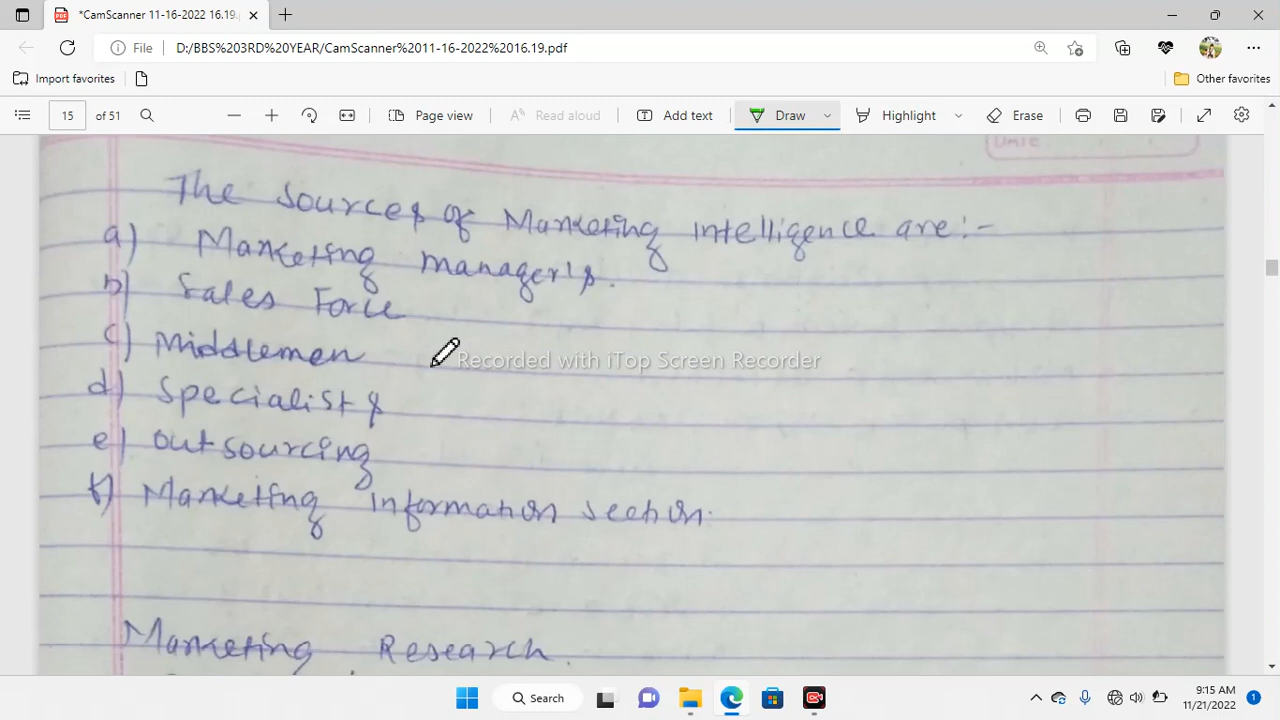 *CamScanner 11-16-2022 16.19.p
File D:/BBS%203RD%20YEAR/CamScanner%2011-16-2022%2016.19.pdf
Import favorites Other favorites
15 of 51 Page view Read aloud Add text Draw Highlight Erase
DATE
The Sources of Marketing intelligence are:-
a) Marketing manager's.
b) Sales Force
c) Middlemen
Recorded with iTop Screen Recorder
d) Specialists
e) Outsourcing
f) Marketing information section.
Marketing Research.
Search 9:15 AM
11/21/2022 1